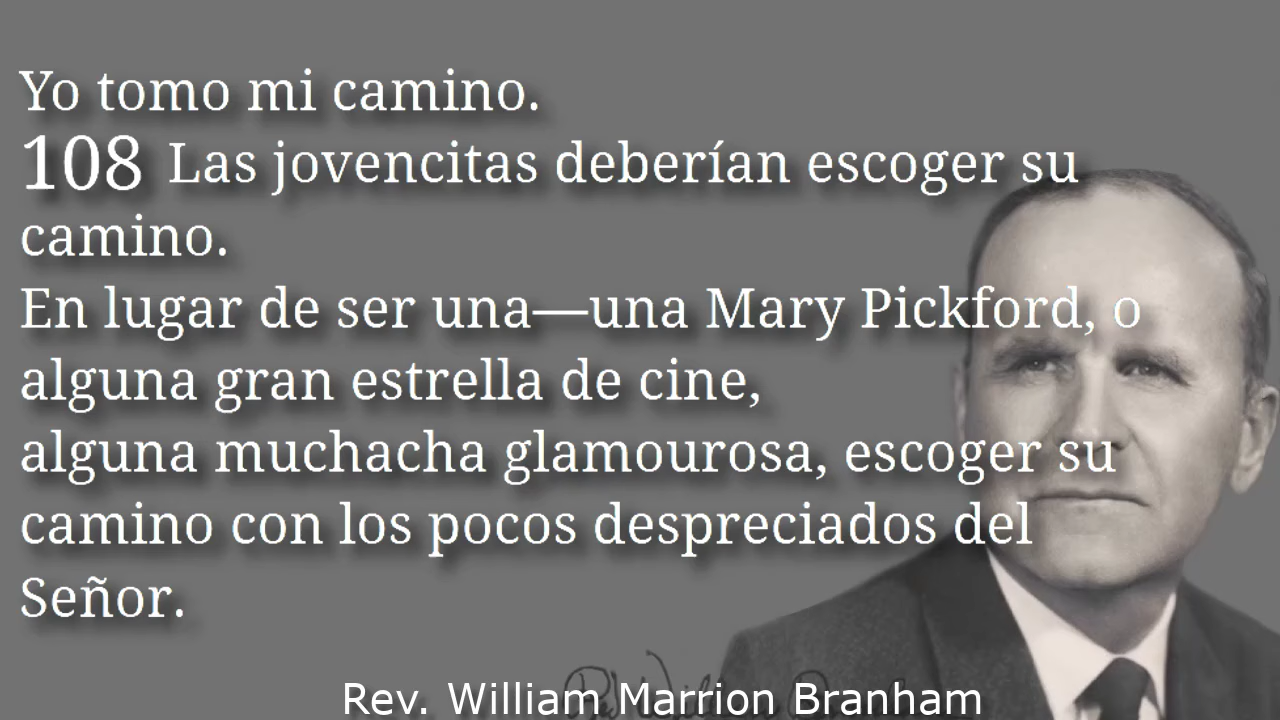 Yo tomo mi camino.
108 Las jovencitas deberían escoger su
camino.
En lugar de ser una—una Mary Pickford, o
alguna gran estrella de cine,
alguna muchacha glamourosa, escoger su
camino con los pocos despreciados del
Señor.
Rev. William Marrion Branham